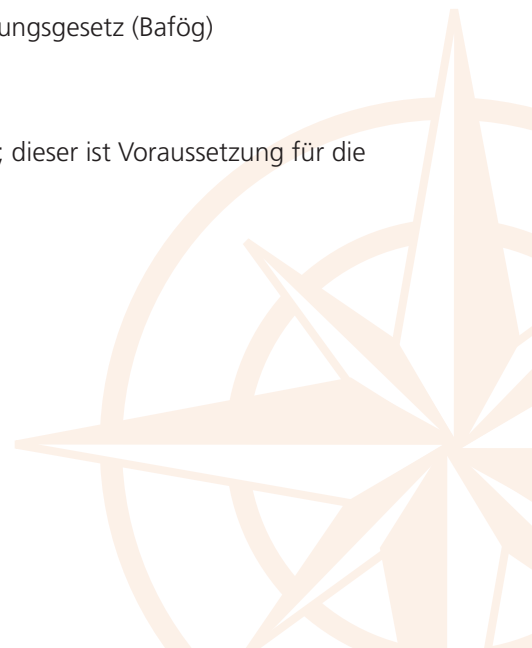 ungsgesetz (Bafög)
; dieser ist Voraussetzung für die